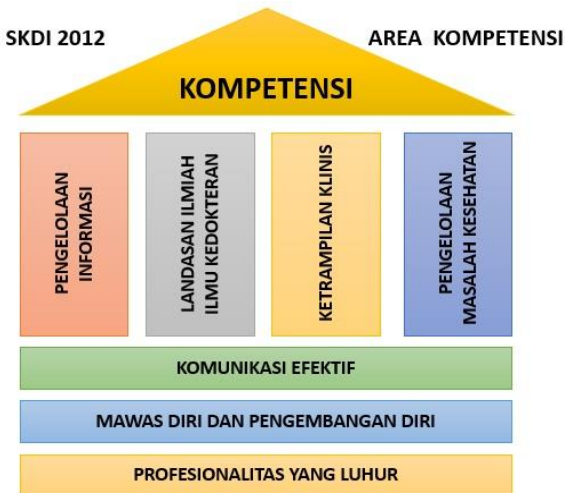 SKDI 2012
AREA KOMPETENSI
KOMPETENSI
PENGELOLAAN
INFORMASI
LANDASAN ILMIAH
ILMU KEDOKTERAN
KETRAMPILAN KLINIS
PENGELOLAAN
MASALAH KESEHATAN
KOMUNIKASI EFEKTIF
MAWAS DIRI DAN PENGEMBANGAN DIRI
PROFESIONALITAS YANG LUHUR